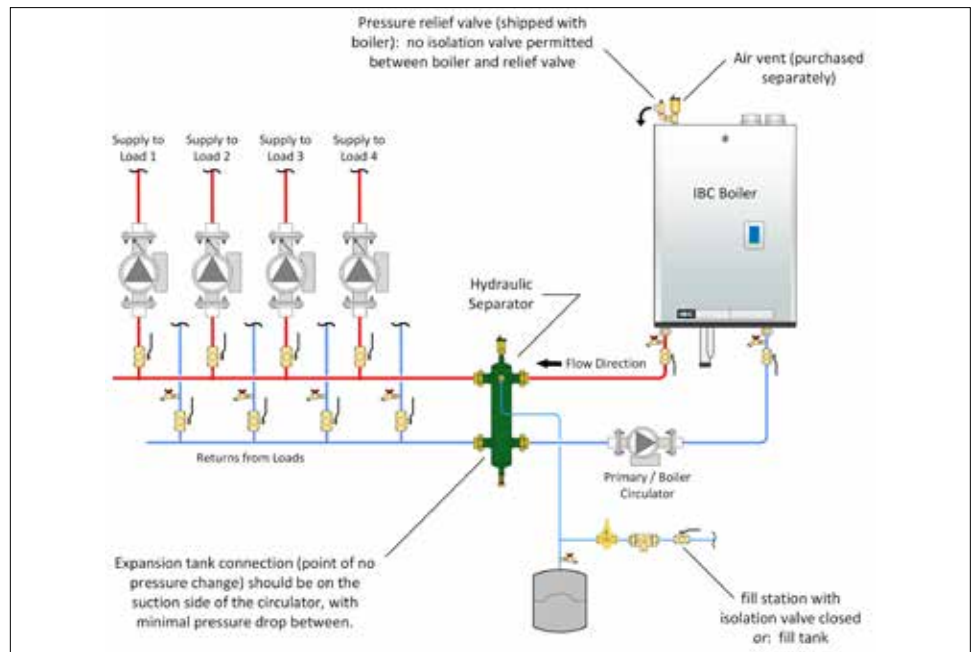 Pressure relief valve (shipped with
boiler): no isolation valve permitted
between boiler and relief valve
Air vent (purchased
separately)
Supply to
Load 1
Supply to
Load 2
Supply to
Load 3
Supply to
Load 4
IBC Boiler
Hydraulic
Separator
IBC
Flow Direction
Returns from Loads
Primary / Boiler
Circulator
Expansion tank connection (point of no
pressure change) should be on the
suction side of the circulator, with
minimal pressure drop between.
fill station with
isolation valve closed
or: fill tank